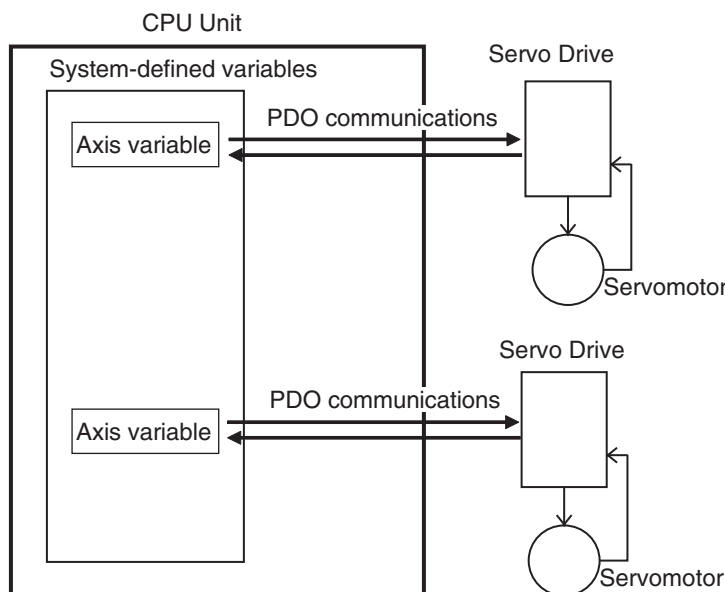 CPU Unit
System-defined variables
Servo Drive
PDO communications
Axis variable
Servomotor
Servo Drive
PDO communications
Axis variable
Servomotor